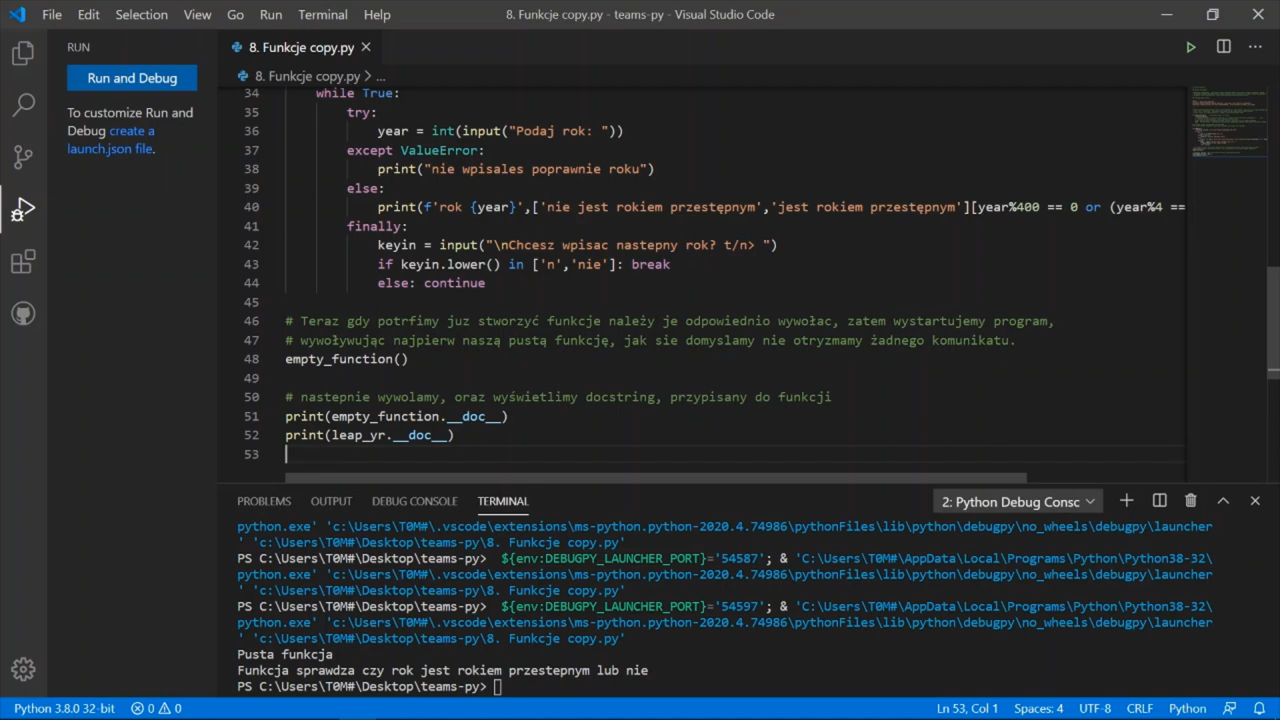 File Edit Selection View Go Run Terminal Help 8. Funkcje copy.py - teams-py - Visual Studio Code
RUN
Run and Debug
To customize Run and
Debug create a
launch.json file.
8. Funkcje copy.py
8. Funkcje copy.py > ...
34 while True:
35 try:
36 year = int(input("Podaj rok: "))
37 except ValueError:
38 print("nie wpisales poprawnie roku")
39 else:
40 print(f'rok {year}',['nie jest rokiem przestępnym','jest rokiem przestępnym'][year%400 == 0 or (year%4 ==
41 finally:
42 keyin = input("\nChcesz wpisac nastepny rok? t/n> ")
43 if keyin.lower() in ['n','nie']: break
44 else: continue
45
46 # Teraz gdy potrfimy juz stworzyć funkcje należy je odpowiednio wywołac, zatem wystartujemy program,
47 # wywoływując najpierw naszą pustą funkcję, jak sie domyslamy nie otryzmamy żadnego komunikatu.
48 empty_function()
49
50 # nastepnie wywolamy, oraz wyświetlimy docstring, przypisany do funkcji
51 print(empty_function.__doc__)
52 print(leap_yr.__doc__)
53
PROBLEMS OUTPUT DEBUG CONSOLE TERMINAL 2: Python Debug Consc
python.exe' 'c:\Users\T0M#\.vscode\extensions\ms-python.python-2020.4.74986\pythonFiles\lib\python\debugpy\no_wheels\debugpy\launcher
' 'c:\Users\T0M#\Desktop\teams-py\8. Funkcje copy.py'
PS C:\Users\T0M#\Desktop\teams-py> ${env:DEBUGPY_LAUNCHER_PORT}='54587'; & 'C:\Users\T0M#\AppData\Local\Programs\Python\Python38-32\
python.exe' 'c:\Users\T0M#\.vscode\extensions\ms-python.python-2020.4.74986\pythonFiles\lib\python\debugpy\no_wheels\debugpy\launcher
' 'c:\Users\T0M#\Desktop\teams-py\8. Funkcje copy.py'
PS C:\Users\T0M#\Desktop\teams-py> ${env:DEBUGPY_LAUNCHER_PORT}='54597'; & 'C:\Users\T0M#\AppData\Local\Programs\Python\Python38-32\
python.exe' 'c:\Users\T0M#\.vscode\extensions\ms-python.python-2020.4.74986\pythonFiles\lib\python\debugpy\no_wheels\debugpy\launcher
' 'c:\Users\T0M#\Desktop\teams-py\8. Funkcje copy.py'
Pusta funkcja
Funkcja sprawdza czy rok jest rokiem przestepnym lub nie
PS C:\Users\T0M#\Desktop\teams-py>
Python 3.8.0 32-bit 0 0 Ln 53, Col 1 Spaces: 4 UTF-8 CRLF Python